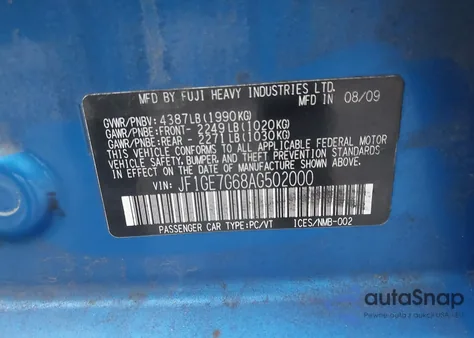 MFD BY FUJI HEAVY INDUSTRIES LTD.
MFD IN 08/09
GVWR/PNBV: 4387LB(1990KG)
GAWR/PNBE:FRONT- 2249LB(1020KG)
GAWR/PNBE:REAR - 2271LB(1030KG)
THIS VEHICLE CONFORMS TO ALL APPLICABLE FEDERAL MOTOR
VEHICLE SAFETY, BUMPER AND THEFT PREVENTION STANDARDS
IN EFFECT ON THE DATE OF MANUFACTURE SHOWN ABOVE.
VIN: JF1GE7G68AG502000
PASSENGER CAR TYPE:PC/VT ICES/NMB-002
autoSnap